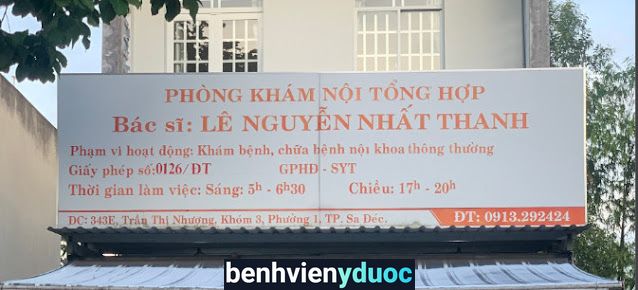 PHÒNG KHÁM NỘI TỔNG HỢP
Bác sĩ: LÊ NGUYỄN NHẤT THANH
Phạm vi hoạt động: Khám bệnh, chữa bệnh nội khoa thông thường
Giấy phép số:0126/ĐT GPHĐ - SYT
Thời gian làm việc: Sáng: 5h - 6h30 Chiều: 17h - 20h
ĐC: 343E, Trần Thị Nhượng, Khóm 3, Phường 1, TP. Sa Đéc.
ĐT: 0913.292424
benhvienyduoc